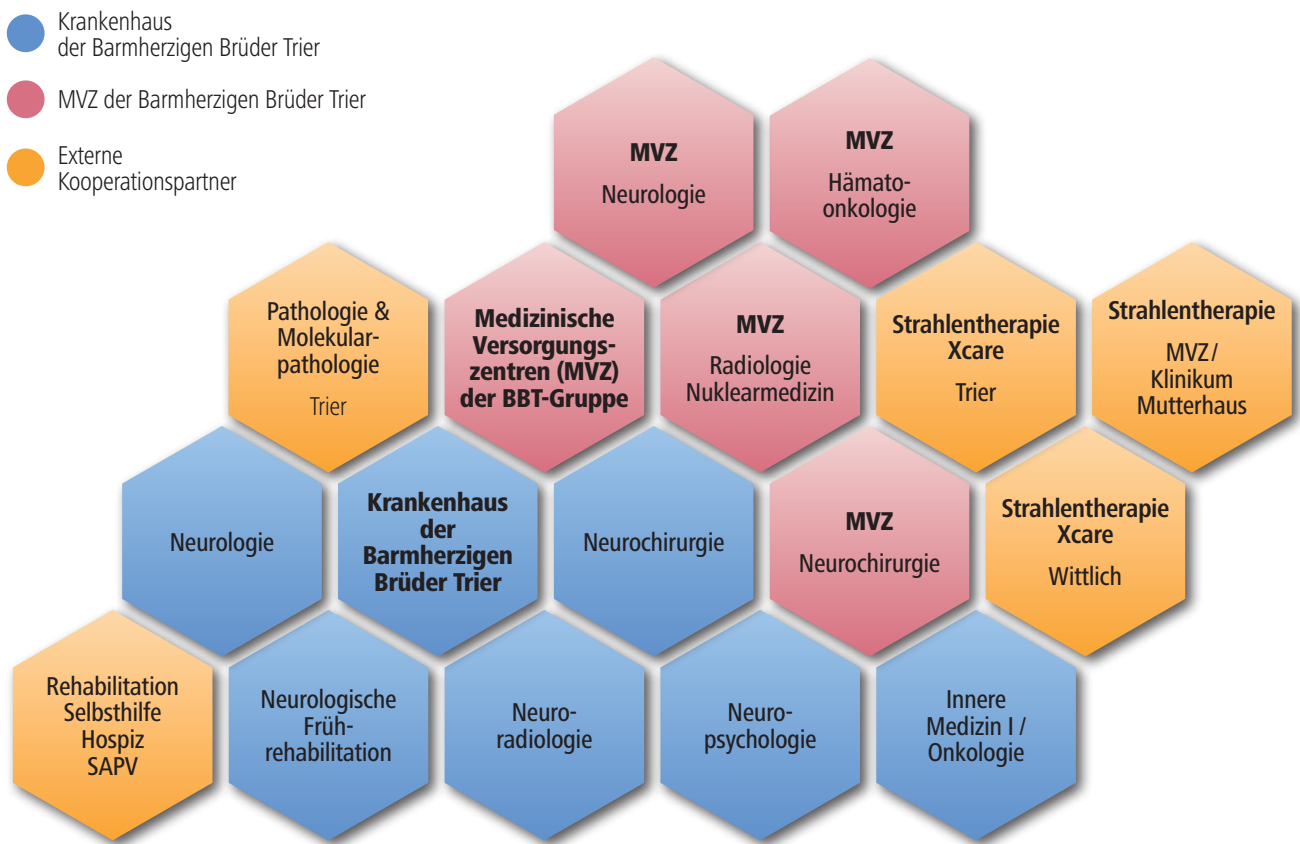 Krankenhaus
der Barmherzigen Brüder Trier
MVZ der Barmherzigen Brüder Trier
Externe
Kooperationspartner
MVZ
Neurologie
MVZ
Hämato-
onkologie
Pathologie &
Molekular-
pathologie
Trier
Medizinische
Versorgungs-
zentren (MVZ)
der BBT-Gruppe
MVZ
Radiologie
Nuklearmedizin
Strahlentherapie
Xcare
Trier
Strahlentherapie
MVZ /
Klinikum
Mutterhaus
Neurologie
Krankenhaus
der
Barmherzigen
Brüder Trier
Neurochirurgie
MVZ
Neurochirurgie
Strahlentherapie
Xcare
Wittlich
Rehabilitation
Selbsthilfe
Hospiz
SAPV
Neurologische
Früh-
rehabilitation
Neuro-
radiologie
Neuro-
psychologie
Innere
Medizin I /
Onkologie